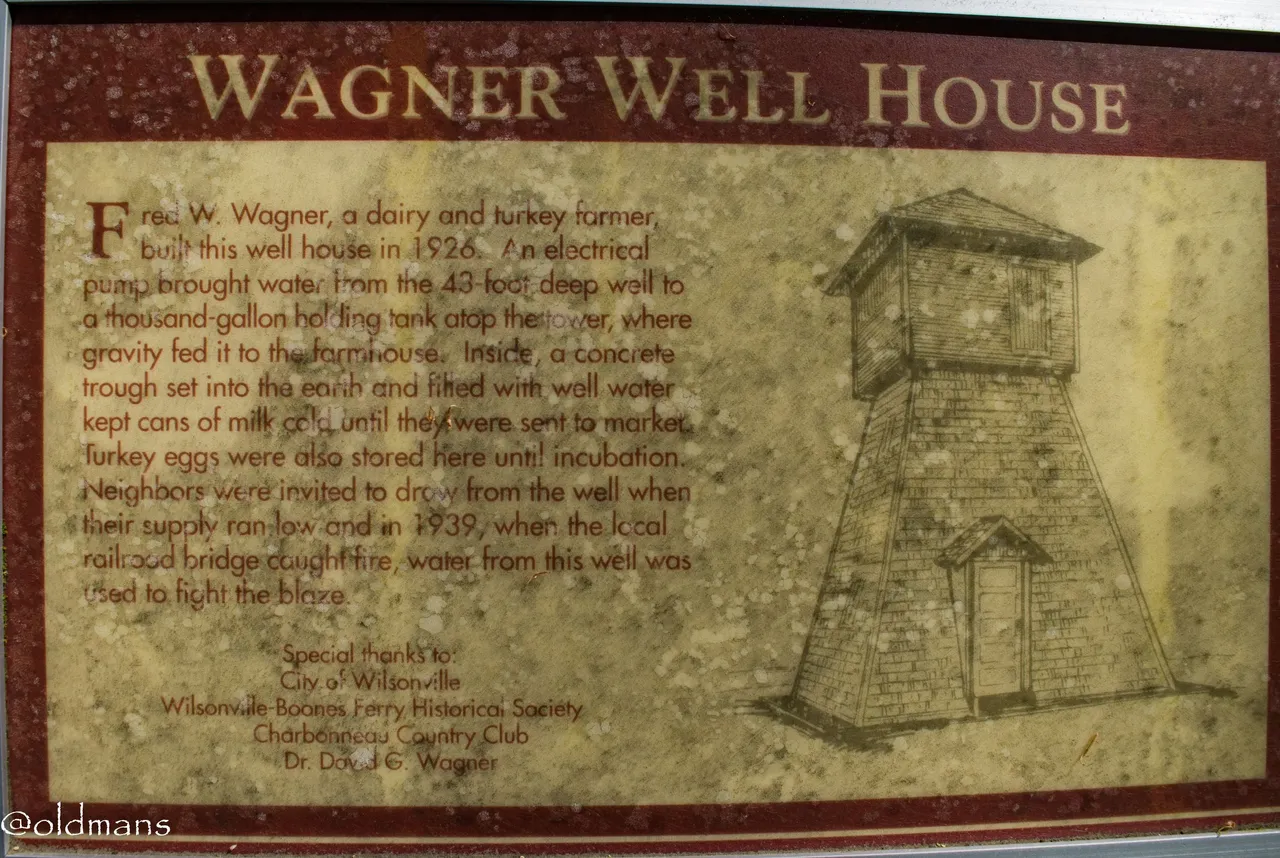 WAGNER WELL HOUSE
Fred W. Wagner, a dairy and turkey farmer,
built this well house in 1926. An electrical
pump brought water from the 43-foot deep well to
a thousand-gallon holding tank atop the tower, where
gravity fed it to the farmhouse. Inside, a concrete
trough set into the earth and filled with well water
kept cans of milk cold until they were sent to market.
Turkey eggs were also stored here until incubation.
Neighbors were invited to draw from the well when
their supply ran low and in 1939, when the local
railroad bridge caught fire, water from this well was
used to fight the blaze.
Special thanks to:
City of Wilsonville
Wilsonville-Boones Ferry Historical Society
Charbonneau Country Club
Dr. David G. Wagner
@oldmans